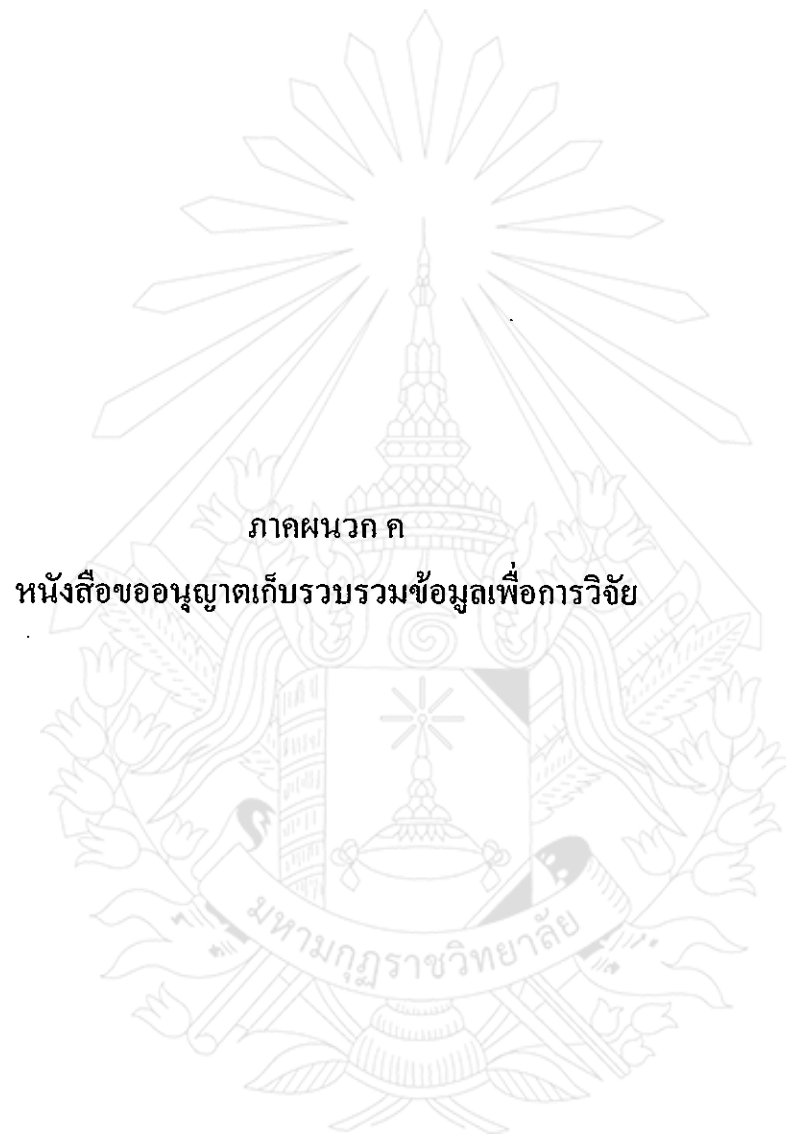 ภาคผนวก ค
หนังสือขออนุญาตเก็บรวบรวมข้อมูลเพื่อการวิจัย
มหามกุฏราชวิทยาลัย